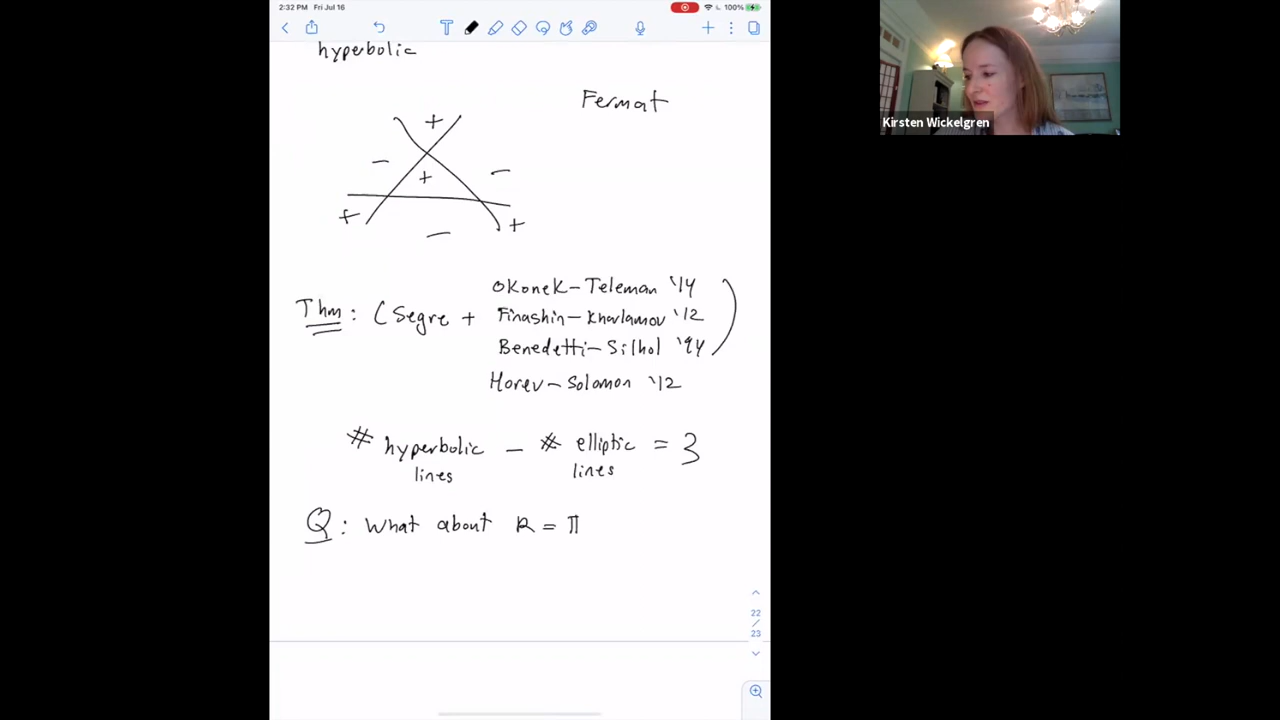 2:32 PM Fri Jul 16
100%
hyperbolic
Fermat
+
−
+
−
+
−
+
Thm: (Segre +
Okonek-Teleman '14
Finashin-Kharlamov '12
Benedetti-Silhol '94)
Horev-Solomon '12
# hyperbolic lines − # elliptic lines = 3
Q: What about R = π
22
/
23
Kirsten Wickelgren